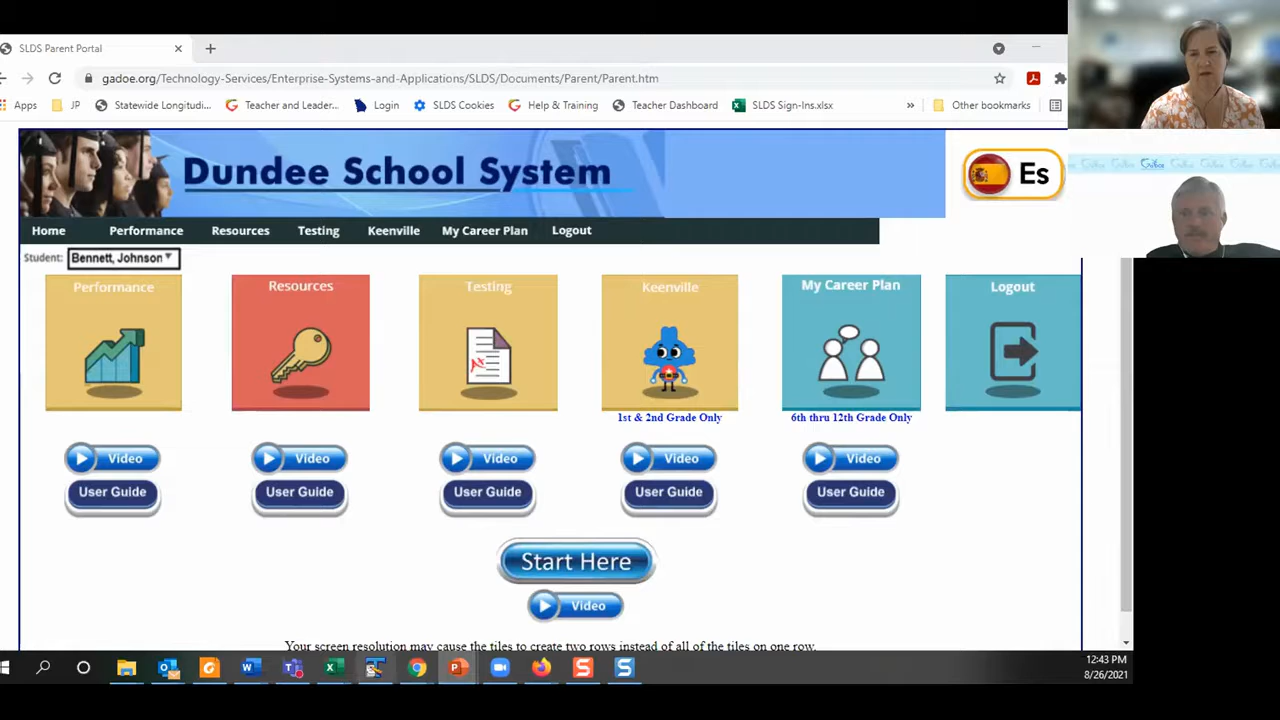 SLDS Parent Portal
gadoe.org/Technology-Services/Enterprise-Systems-and-Applications/SLDS/Documents/Parent/Parent.htm
Apps JP Statewide Longitudi... Teacher and Leader... Login SLDS Cookies Help & Training Teacher Dashboard SLDS Sign-Ins.xlsx » Other bookmarks
Dundee School System
Es
Home Performance Resources Testing Keenville My Career Plan Logout
Student: Bennett, Johnson
Performance Resources Testing Keenville My Career Plan Logout
1st & 2nd Grade Only 6th thru 12th Grade Only
Video Video Video Video Video
User Guide User Guide User Guide User Guide User Guide
Start Here
Video
Your screen resolution may cause the tiles to create two rows instead of all of the tiles on one row.
12:43 PM
8/26/2021